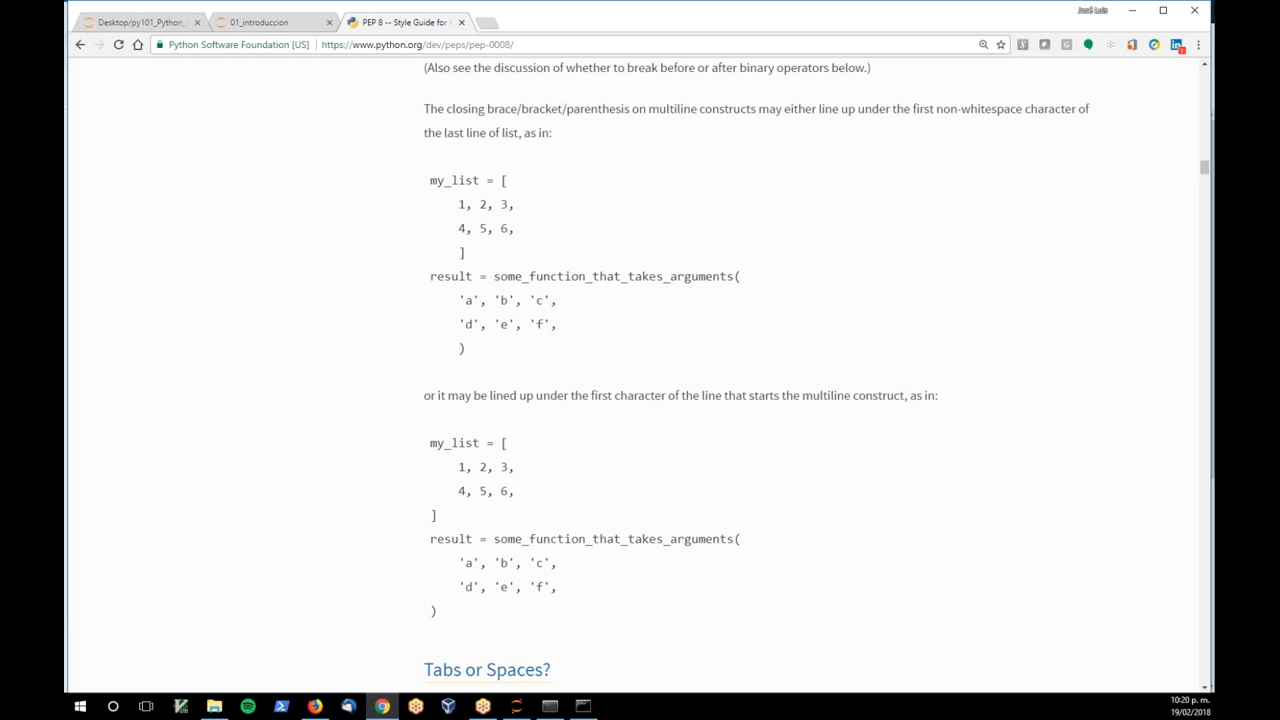 José Luis
Desktop/py101_Python_
01_introduccion
PEP 8 -- Style Guide for
Python Software Foundation [US]
https://www.python.org/dev/peps/pep-0008/
(Also see the discussion of whether to break before or after binary operators below.)
The closing brace/bracket/parenthesis on multiline constructs may either line up under the first non-whitespace character of
the last line of list, as in:
my_list = [
1, 2, 3,
4, 5, 6,
]
result = some_function_that_takes_arguments(
'a', 'b', 'c',
'd', 'e', 'f',
)
or it may be lined up under the first character of the line that starts the multiline construct, as in:
my_list = [
1, 2, 3,
4, 5, 6,
]
result = some_function_that_takes_arguments(
'a', 'b', 'c',
'd', 'e', 'f',
)
Tabs or Spaces?
10:20 p. m.
19/02/2018